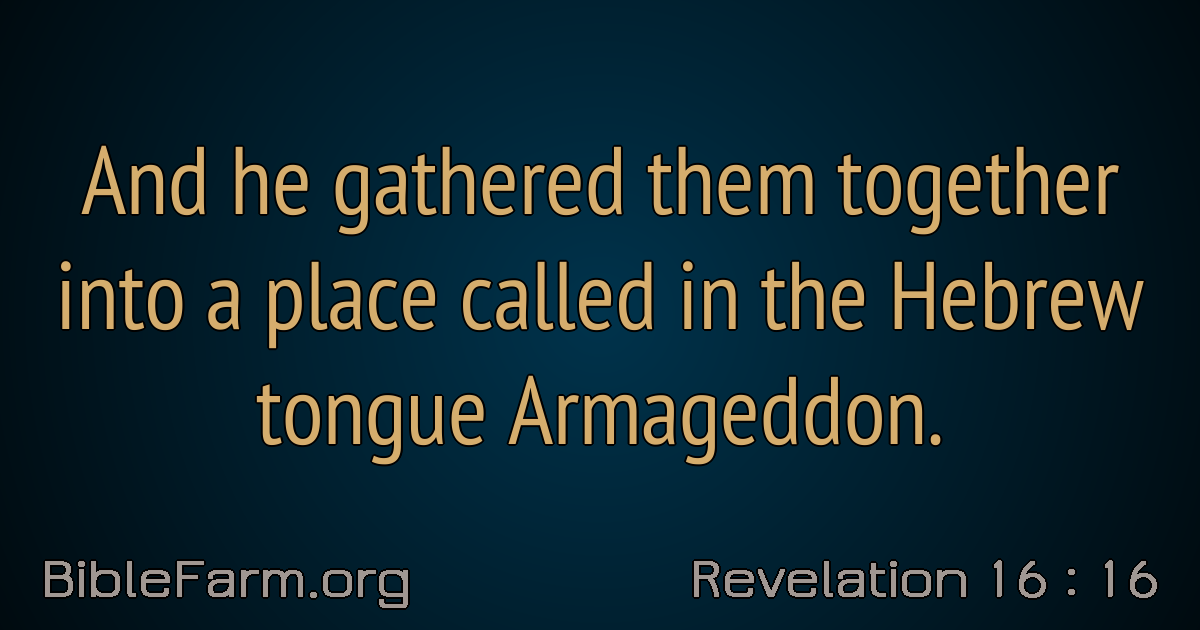 And he gathered them together
into a place called in the Hebrew
tongue Armageddon.
BibleFarm.org
Revelation 16 : 16